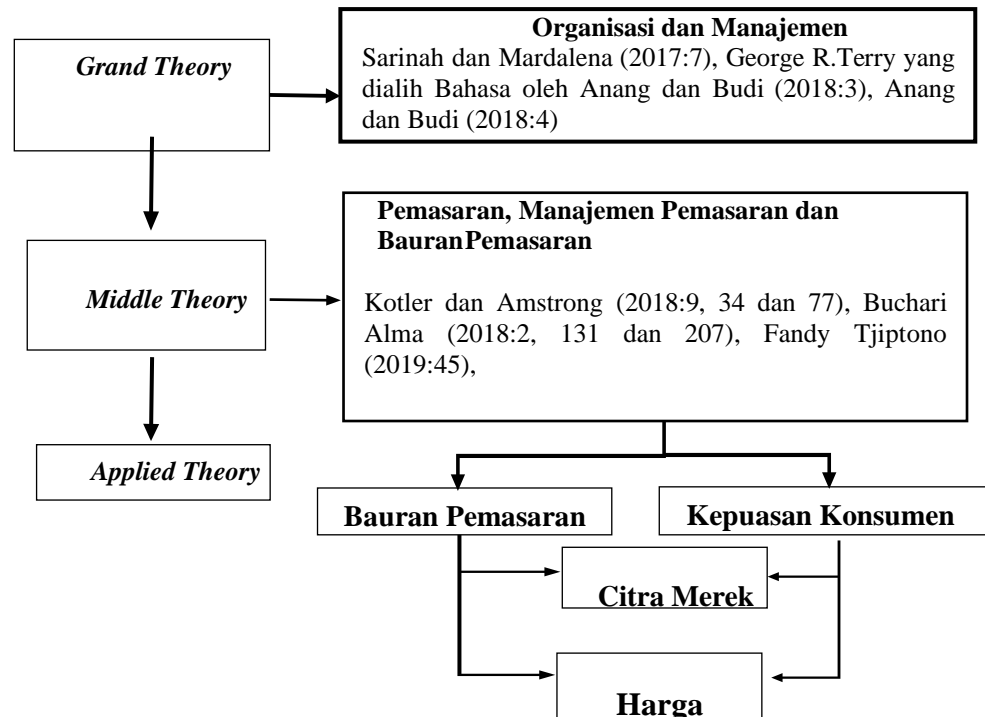 Grand Theory
Organisasi dan Manajemen
Sarinah dan Mardalena (2017:7), George R.Terry yang
dialih Bahasa oleh Anang dan Budi (2018:3), Anang
dan Budi (2018:4)
Middle Theory
Pemasaran, Manajemen Pemasaran dan
BauranPemasaran
Kotler dan Amstrong (2018:9, 34 dan 77), Buchari
Alma (2018:2, 131 dan 207), Fandy Tjiptono
(2019:45),
Applied Theory
Bauran Pemasaran
Kepuasan Konsumen
Citra Merek
Harga